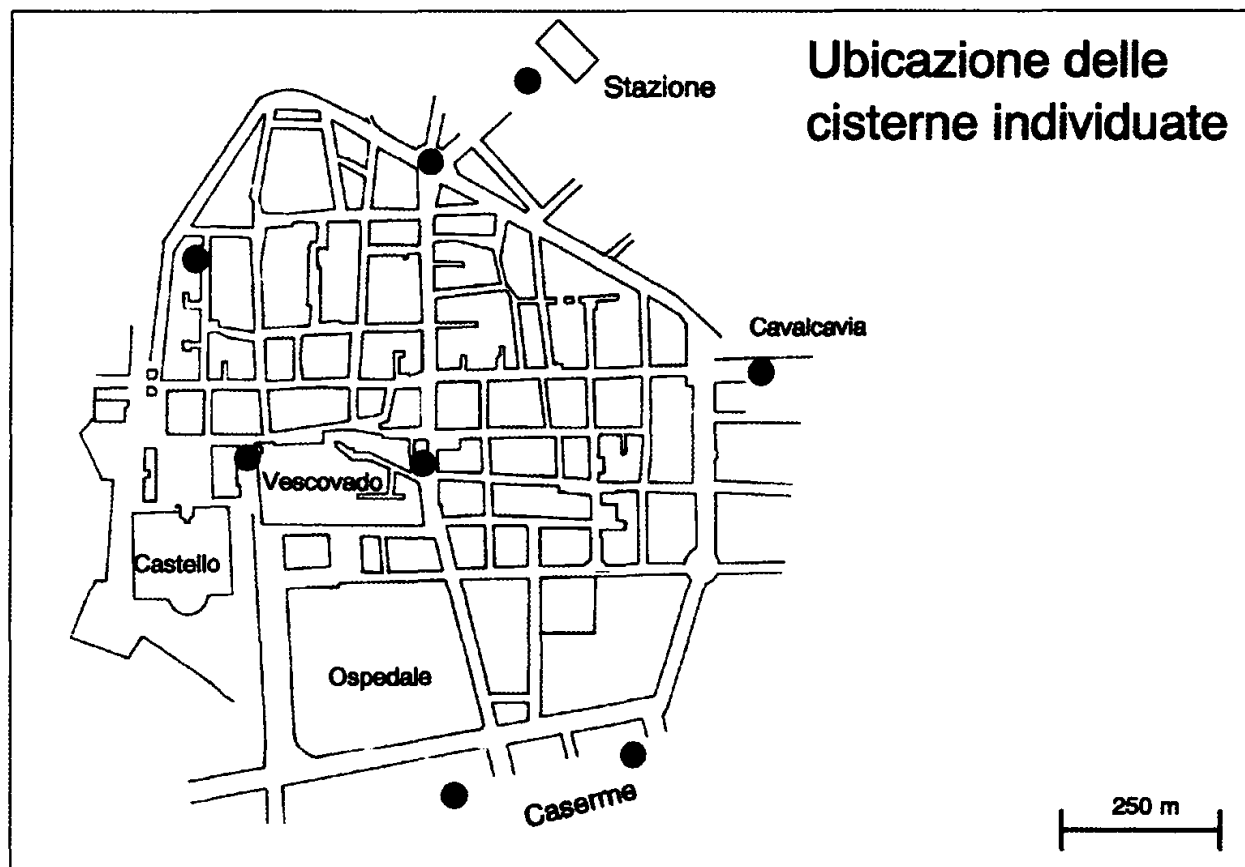 Ubicazione delle
cisterne individuate
Stazione
Cavalcavia
Vescovado
Castello
Ospedale
Caserme
250 m